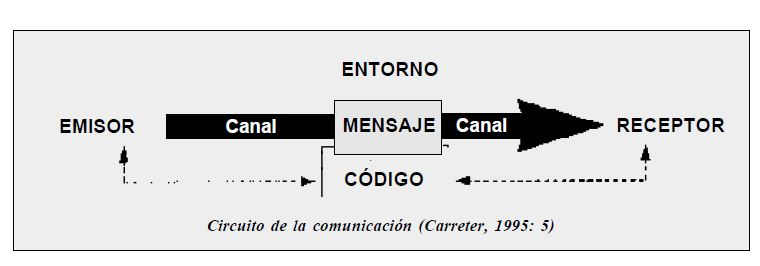 ENTORNO
EMISOR Canal MENSAJE Canal RECEPTOR
CÓDIGO
Circuito de la comunicación (Carreter, 1995: 5)